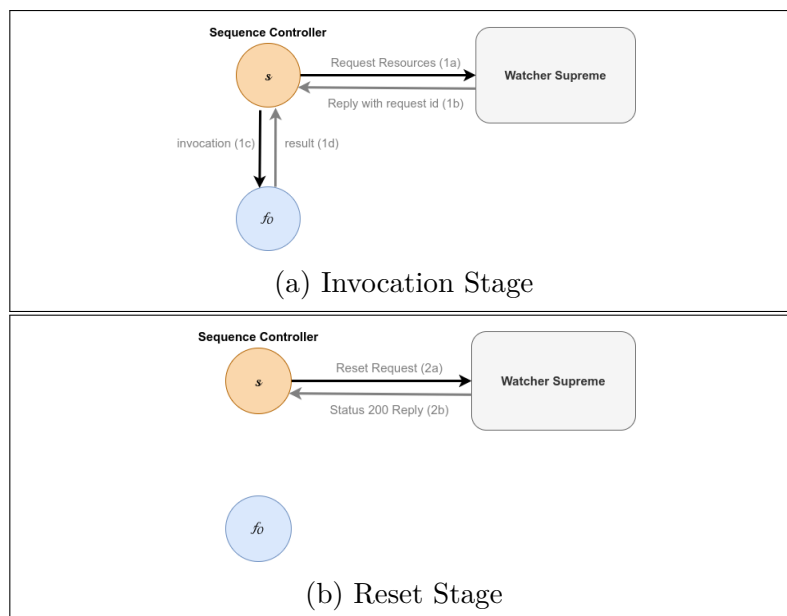 Sequence Controller
s
Request Resources (1a)
Reply with request id (1b)
Watcher Supreme
invocation (1c)
result (1d)
f0
(a) Invocation Stage
Sequence Controller
s
Reset Request (2a)
Status 200 Reply (2b)
Watcher Supreme
f0
(b) Reset Stage